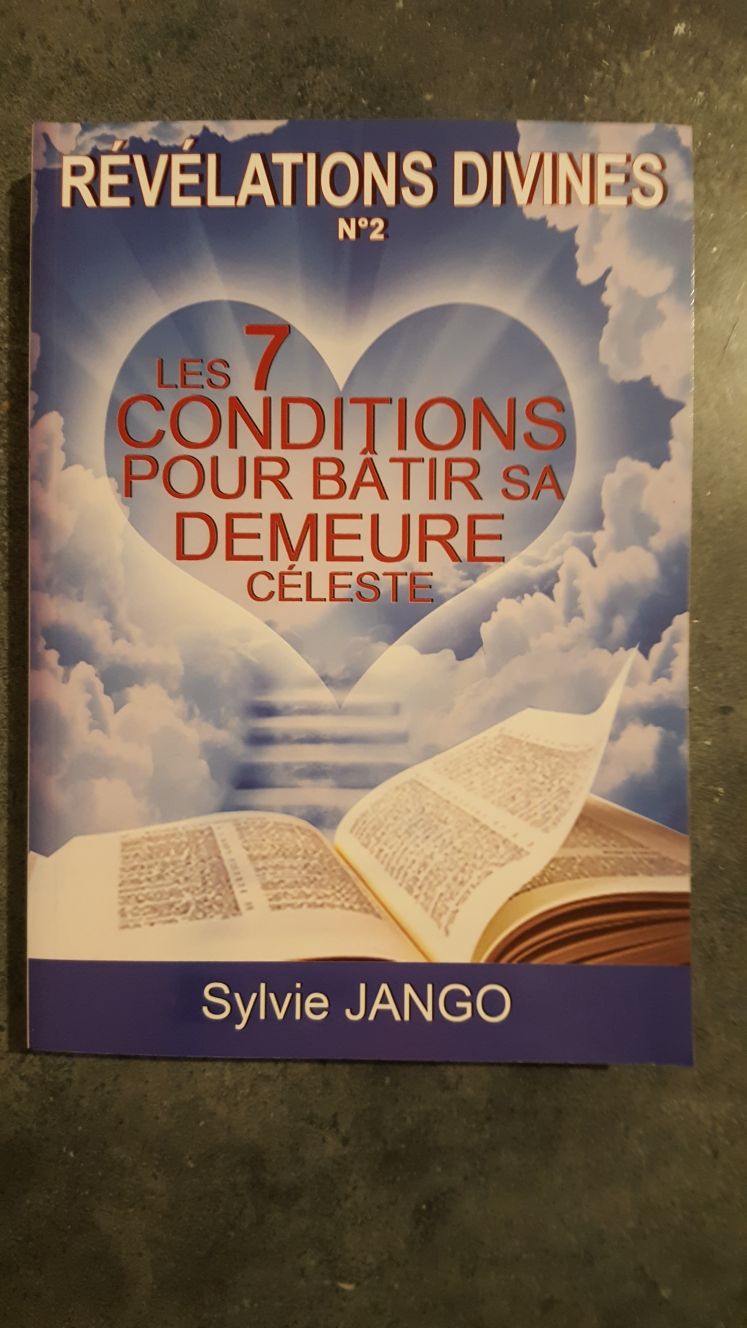 RÉVÉLATIONS DIVINES
N°2
LES 7
CONDITIONS
POUR BÂTIR SA
DEMEURE
CÉLESTE
Sylvie JANGO